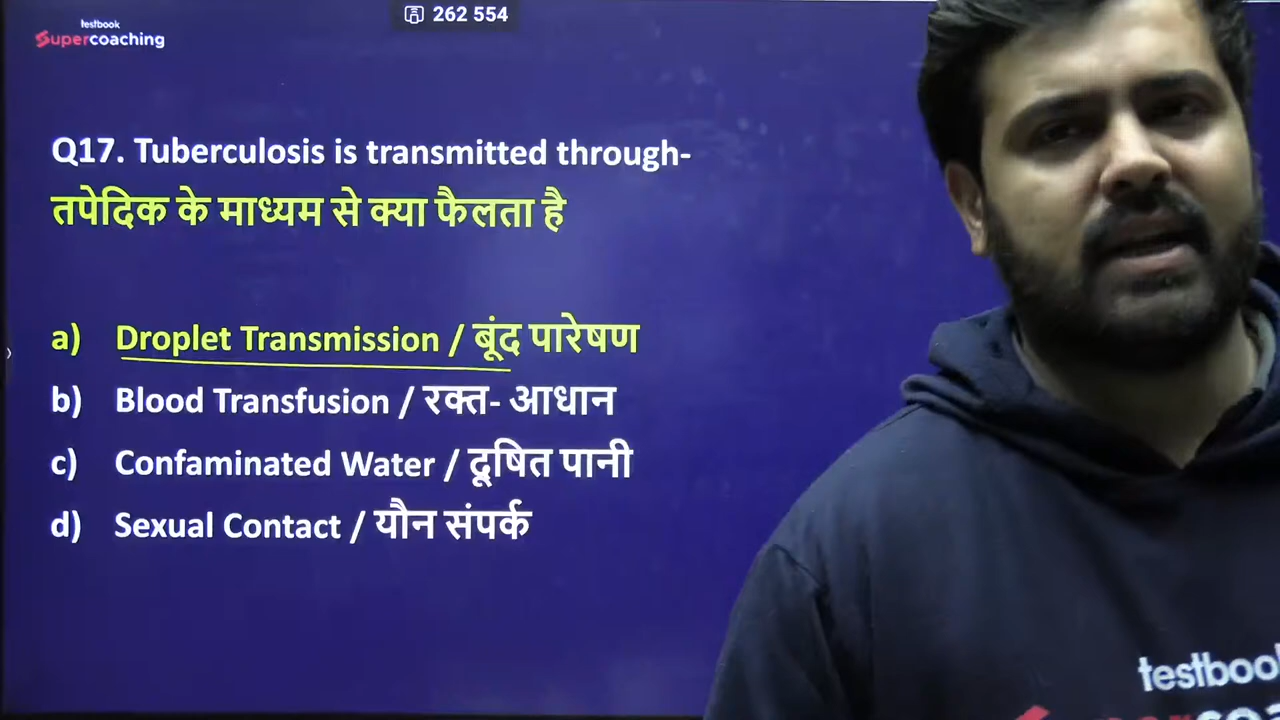 testbook
Supercoaching
262 554
Q17. Tuberculosis is transmitted through-
तपेदिक के माध्यम से क्या फैलता है
a) Droplet Transmission / बूंद पारेषण
b) Blood Transfusion / रक्त- आधान
c) Confaminated Water / दूषित पानी
d) Sexual Contact / यौन संपर्क
testbook